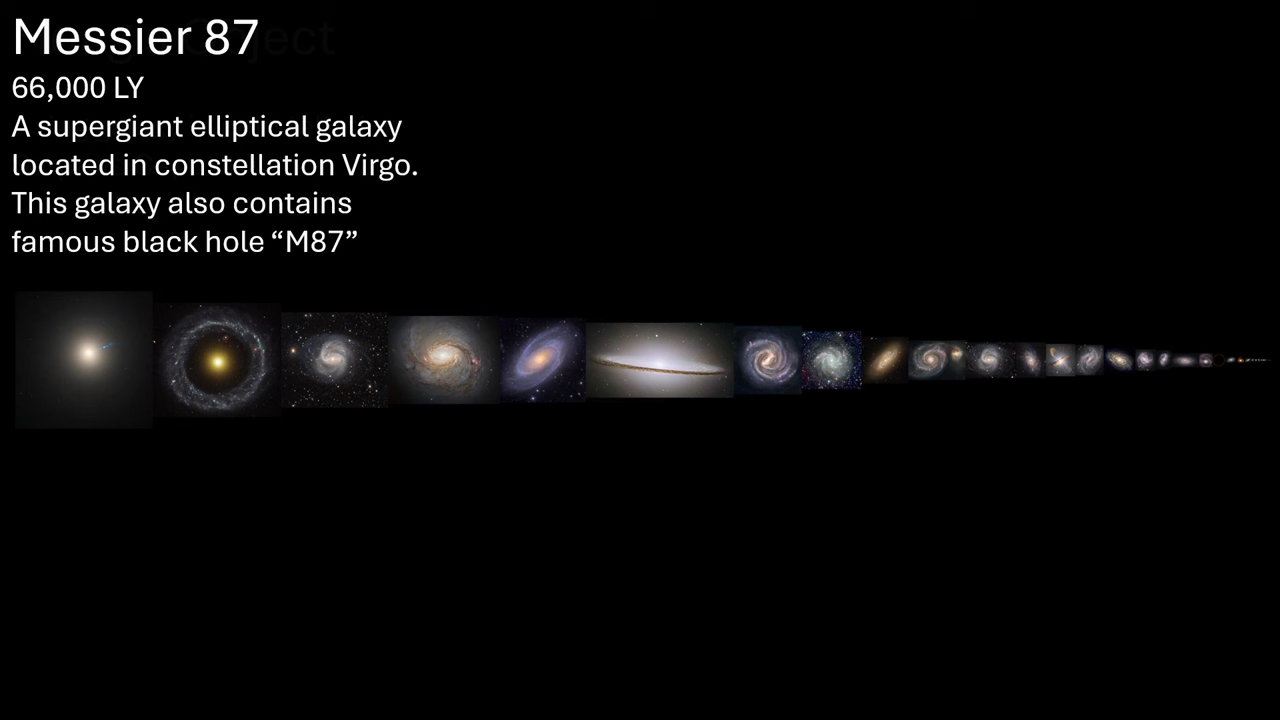 Messier 87
66,000 LY
A supergiant elliptical galaxy
located in constellation Virgo.
This galaxy also contains
famous black hole “M87”